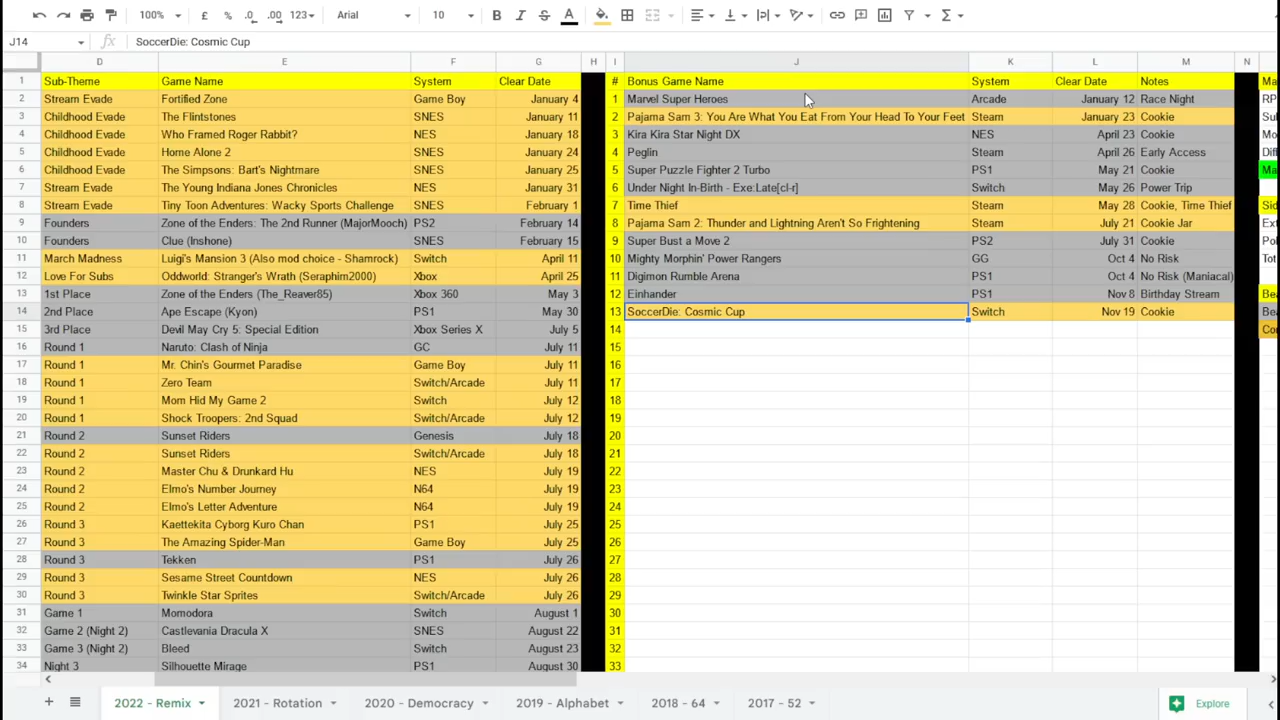 100% £ % .0 .00 123 Arial 10 B I S A Σ
J14 fx SoccerDie: Cosmic Cup
D E F G H I J K L M N
1 Sub-Theme Game Name System Clear Date # Bonus Game Name System Clear Date Notes Ma
2 Stream Evade Fortified Zone Game Boy January 4 1 Marvel Super Heroes Arcade January 12 Race Night RP
3 Childhood Evade The Flintstones SNES January 11 2 Pajama Sam 3: You Are What You Eat From Your Head To Your Feet Steam January 23 Cookie Sul
4 Childhood Evade Who Framed Roger Rabbit? NES January 18 3 Kira Kira Star Night DX NES April 23 Cookie Mo
5 Childhood Evade Home Alone 2 SNES January 24 4 Peglin Steam April 26 Early Access Diff
6 Childhood Evade The Simpsons: Bart's Nightmare SNES January 25 5 Super Puzzle Fighter 2 Turbo PS1 May 21 Cookie Ma
7 Stream Evade The Young Indiana Jones Chronicles NES January 31 6 Under Night In-Birth - Exe:Late[cl-r] Switch May 26 Power Trip
8 Stream Evade Tiny Toon Adventures: Wacky Sports Challenge SNES February 1 7 Time Thief Steam May 28 Cookie, Time Thief Sid
9 Founders Zone of the Enders: The 2nd Runner (MajorMooch) PS2 February 14 8 Pajama Sam 2: Thunder and Lightning Aren't So Frightening Steam July 21 Cookie Jar Ext
10 Founders Clue (Inshone) SNES February 15 9 Super Bust a Move 2 PS2 July 31 Cookie Pol
11 March Madness Luigi's Mansion 3 (Also mod choice - Shamrock) Switch April 11 10 Mighty Morphin' Power Rangers GG Oct 4 No Risk Tot
12 Love For Subs Oddworld: Stranger's Wrath (Seraphim2000) Xbox April 25 11 Digimon Rumble Arena PS1 Oct 4 No Risk (Maniacal)
13 1st Place Zone of the Enders (The_Reaver85) Xbox 360 May 3 12 Einhander PS1 Nov 8 Birthday Stream Bea
14 2nd Place Ape Escape (Kyon) PS1 May 30 13 SoccerDie: Cosmic Cup Switch Nov 19 Cookie Bea
15 3rd Place Devil May Cry 5: Special Edition Xbox Series X July 5 14 Cor
16 Round 1 Naruto: Clash of Ninja GC July 11 15
17 Round 1 Mr. Chin's Gourmet Paradise Game Boy July 11 16
18 Round 1 Zero Team Switch/Arcade July 11 17
19 Round 1 Mom Hid My Game 2 Switch July 12 18
20 Round 1 Shock Troopers: 2nd Squad Switch/Arcade July 12 19
21 Round 2 Sunset Riders Genesis July 18 20
22 Round 2 Sunset Riders Switch/Arcade July 18 21
23 Round 2 Master Chu & Drunkard Hu NES July 19 22
24 Round 2 Elmo's Number Journey N64 July 19 23
25 Round 2 Elmo's Letter Adventure N64 July 19 24
26 Round 3 Kaettekita Cyborg Kuro Chan PS1 July 25 25
27 Round 3 The Amazing Spider-Man Game Boy July 25 26
28 Round 3 Tekken PS1 July 26 27
29 Round 3 Sesame Street Countdown NES July 26 28
30 Round 3 Twinkle Star Sprites Switch/Arcade July 26 29
31 Game 1 Momodora Switch August 1 30
32 Game 2 (Night 2) Castlevania Dracula X SNES August 22 31
33 Game 3 (Night 2) Bleed Switch August 23 32
34 Night 3 Silhouette Mirage PS1 August 30 33
2022 - Remix 2021 - Rotation 2020 - Democracy 2019 - Alphabet 2018 - 64 2017 - 52 Explore